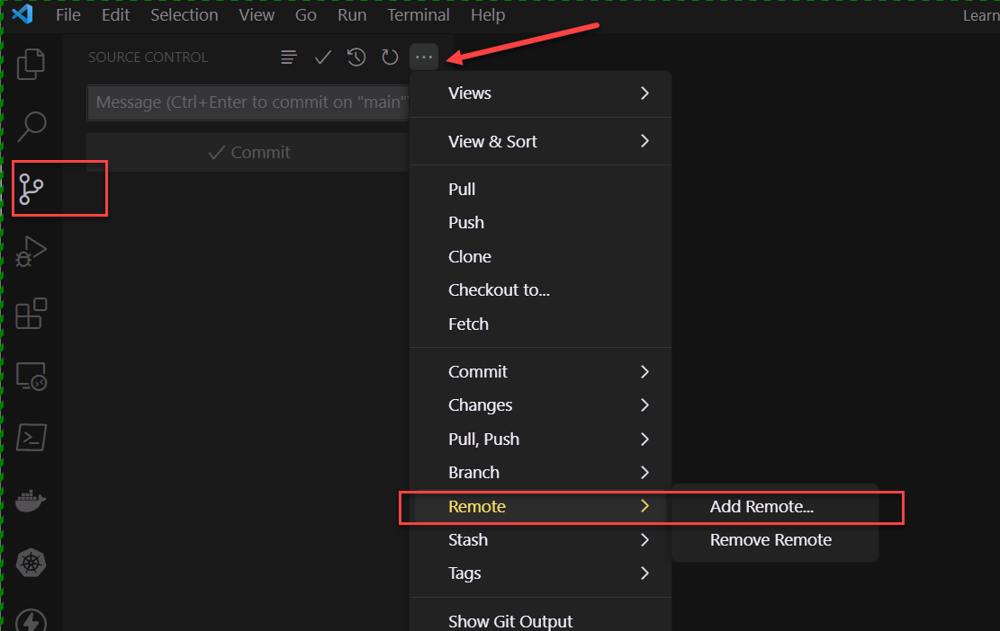 File Edit Selection View Go Run Terminal Help Learn
SOURCE CONTROL
Message (Ctrl+Enter to commit on "main"
Commit
Views
View & Sort
Pull
Push
Clone
Checkout to...
Fetch
Commit
Changes
Pull, Push
Branch
Remote
Add Remote...
Stash
Remove Remote
Tags
Show Git Output